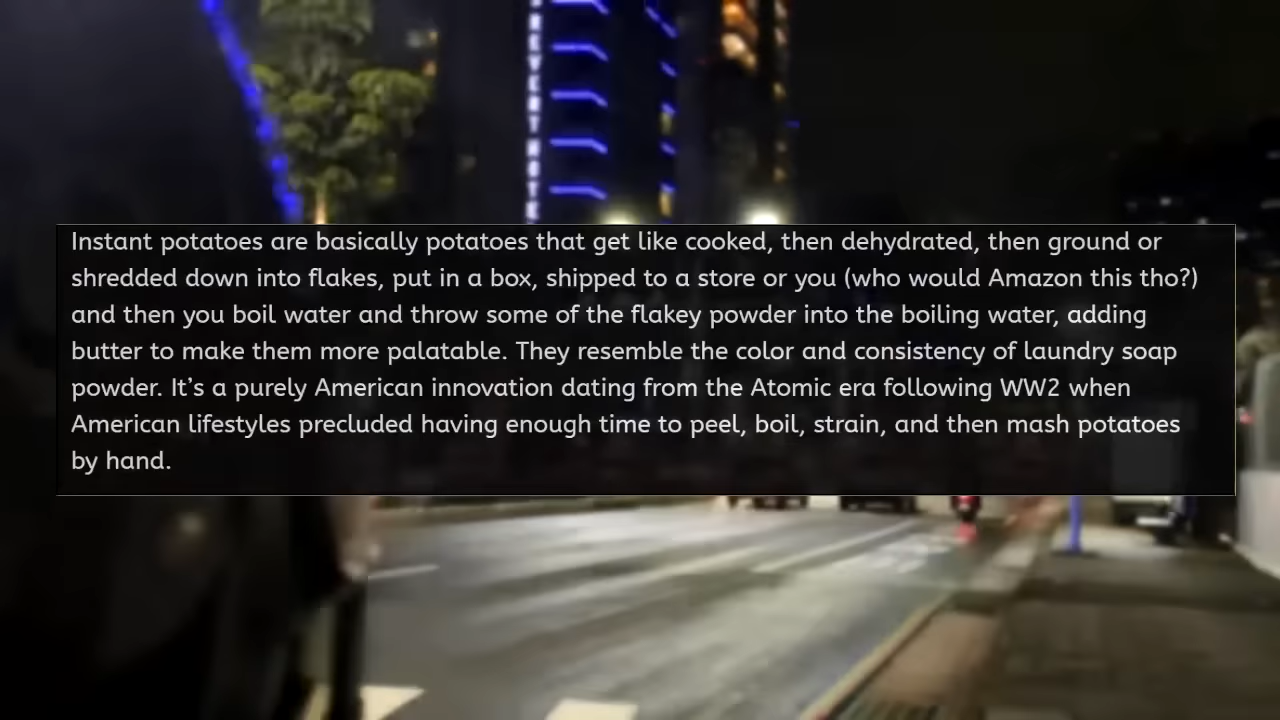 Instant potatoes are basically potatoes that get like cooked, then dehydrated, then ground or
shredded down into flakes, put in a box, shipped to a store or you (who would Amazon this tho?)
and then you boil water and throw some of the flakey powder into the boiling water, adding
butter to make them more palatable. They resemble the color and consistency of laundry soap
powder. It’s a purely American innovation dating from the Atomic era following WW2 when
American lifestyles precluded having enough time to peel, boil, strain, and then mash potatoes
by hand.